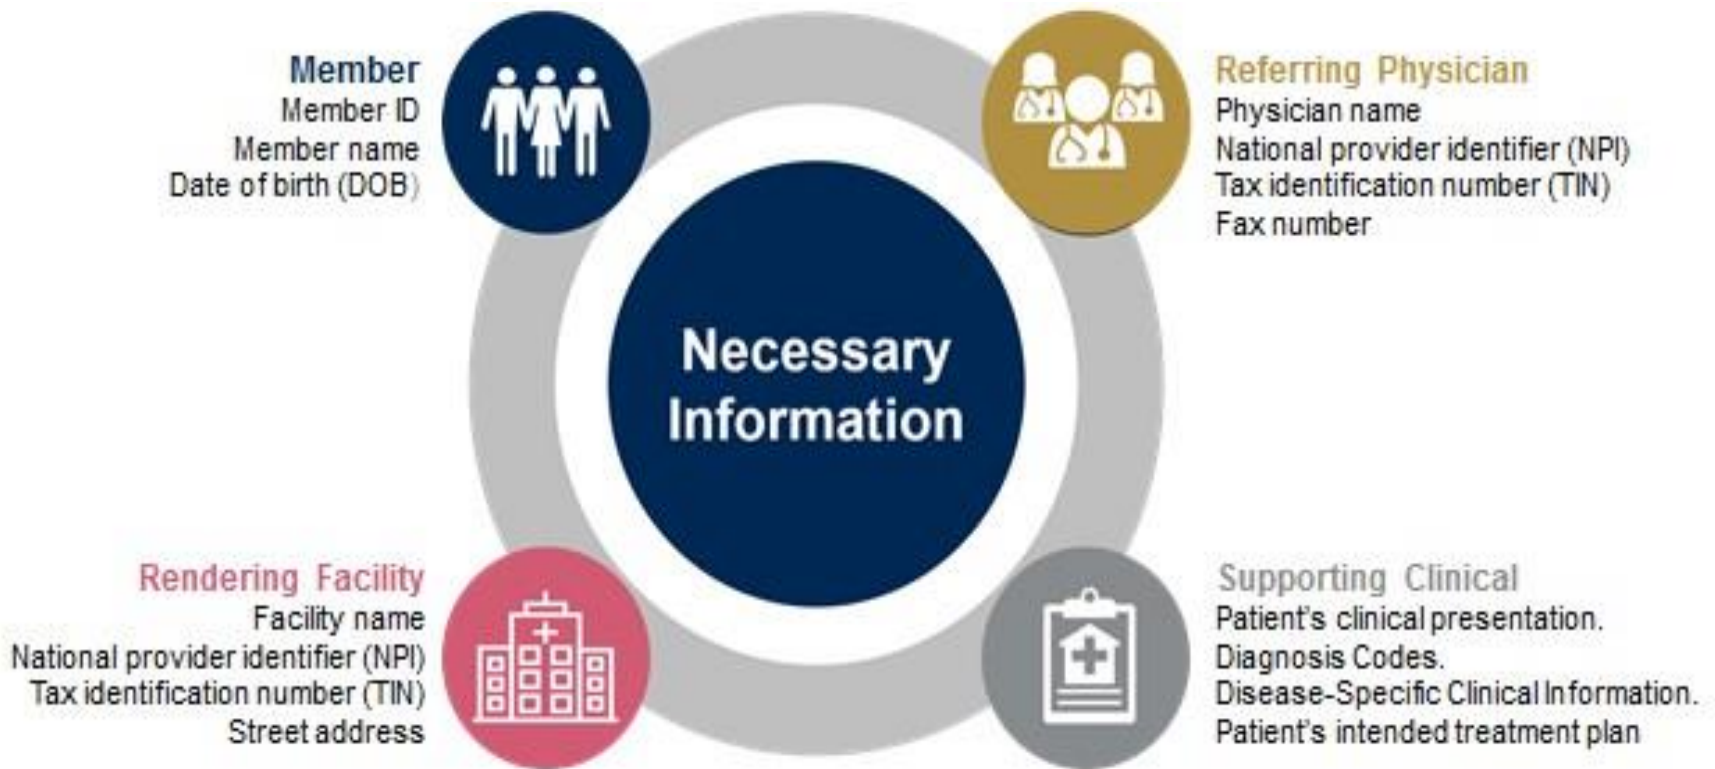 Member
Member ID
Member name
Date of birth (DOB)
Referring Physician
Physician name
National provider identifier (NPI)
Tax identification number (TIN)
Fax number
Necessary
Information
Rendering Facility
Facility name
National provider identifier (NPI)
Tax identification number (TIN)
Street address
Supporting Clinical
Patient's clinical presentation.
Diagnosis Codes.
Disease-Specific Clinical Information.
Patient's intended treatment plan